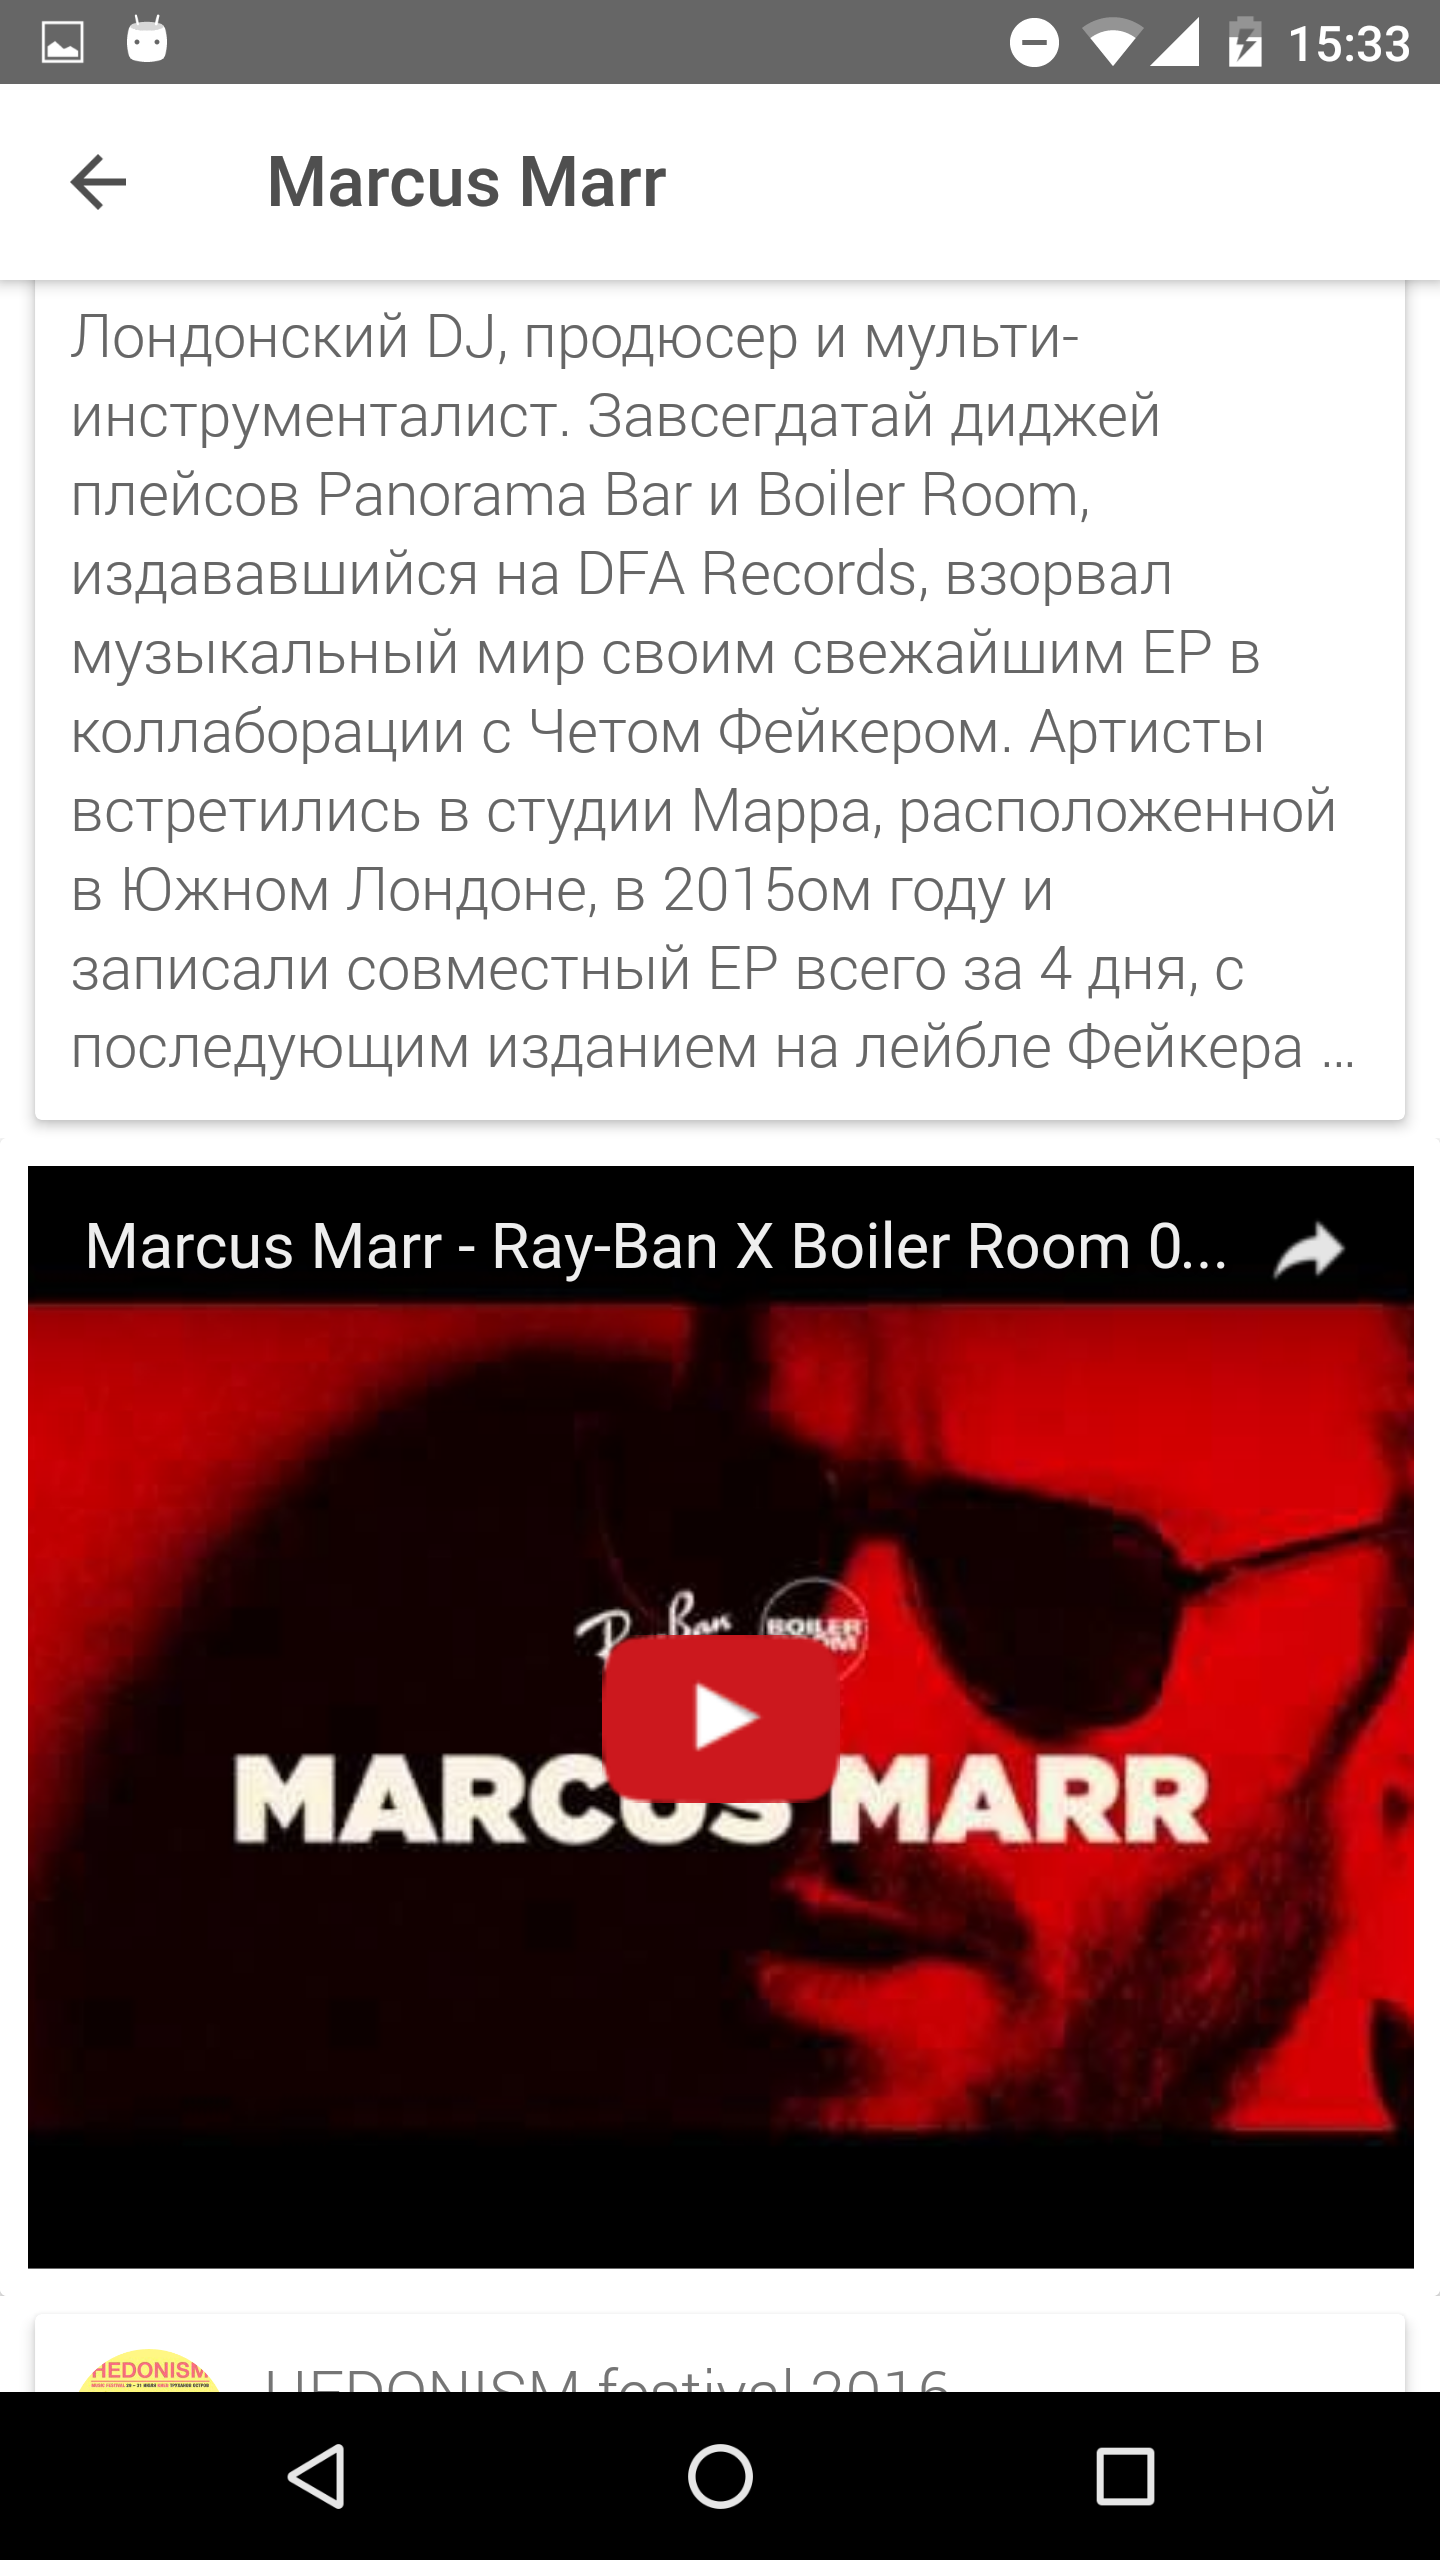 15:33
Marcus Marr
Лондонский DJ, продюсер и мульти-
инструменталист. Завсегдатай диджей
плейсов Panorama Bar и Boiler Room,
издававшийся на DFA Records, взорвал
музыкальный мир своим свежайшим EP в
коллаборации с Четом Фейкером. Артисты
встретились в студии Марра, расположенной
в Южном Лондоне, в 2015ом году и
записали совместный EP всего за 4 дня, с
последующим изданием на лейбле Фейкера ...
Marcus Marr - Ray-Ban X Boiler Room 0...
Ray-Ban BOILER ROOM
MARCUS MARR
HEDONISM
HEDONISM festival 2016